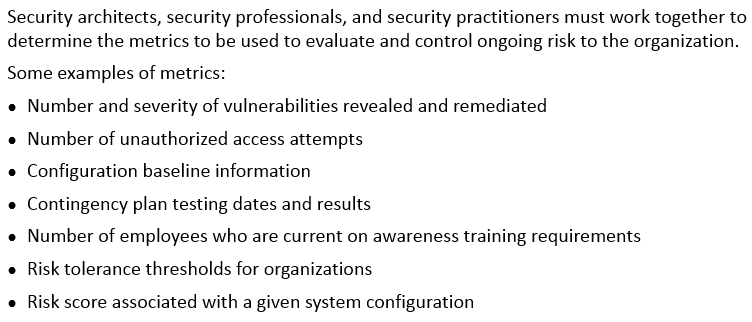 Security architects, security professionals, and security practitioners must work together to
determine the metrics to be used to evaluate and control ongoing risk to the organization.
Some examples of metrics:
● Number and severity of vulnerabilities revealed and remediated
● Number of unauthorized access attempts
● Configuration baseline information
● Contingency plan testing dates and results
● Number of employees who are current on awareness training requirements
● Risk tolerance thresholds for organizations
● Risk score associated with a given system configuration